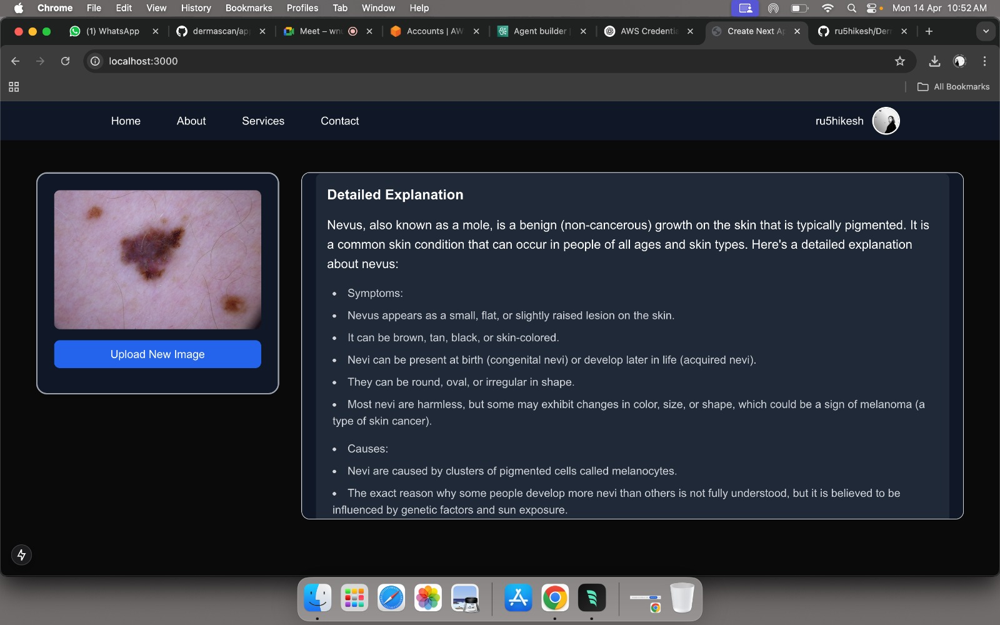 Chrome File Edit View History Bookmarks Profiles Tab Window Help Mon 14 Apr 10:52 AM
(1) WhatsApp dermascan/ap Meet – wn Accounts | AW Agent builder AWS Credentia Create Next Ap ru5hikesh/Der
localhost:3000
All Bookmarks
Home About Services Contact ru5hikesh
Upload New Image
Detailed Explanation
Nevus, also known as a mole, is a benign (non-cancerous) growth on the skin that is typically pigmented. It is
a common skin condition that can occur in people of all ages and skin types. Here's a detailed explanation
about nevus:
• Symptoms:
• Nevus appears as a small, flat, or slightly raised lesion on the skin.
• It can be brown, tan, black, or skin-colored.
• Nevi can be present at birth (congenital nevi) or develop later in life (acquired nevi).
• They can be round, oval, or irregular in shape.
• Most nevi are harmless, but some may exhibit changes in color, size, or shape, which could be a sign of melanoma (a
type of skin cancer).
• Causes:
• Nevi are caused by clusters of pigmented cells called melanocytes.
• The exact reason why some people develop more nevi than others is not fully understood, but it is believed to be
influenced by genetic factors and sun exposure.